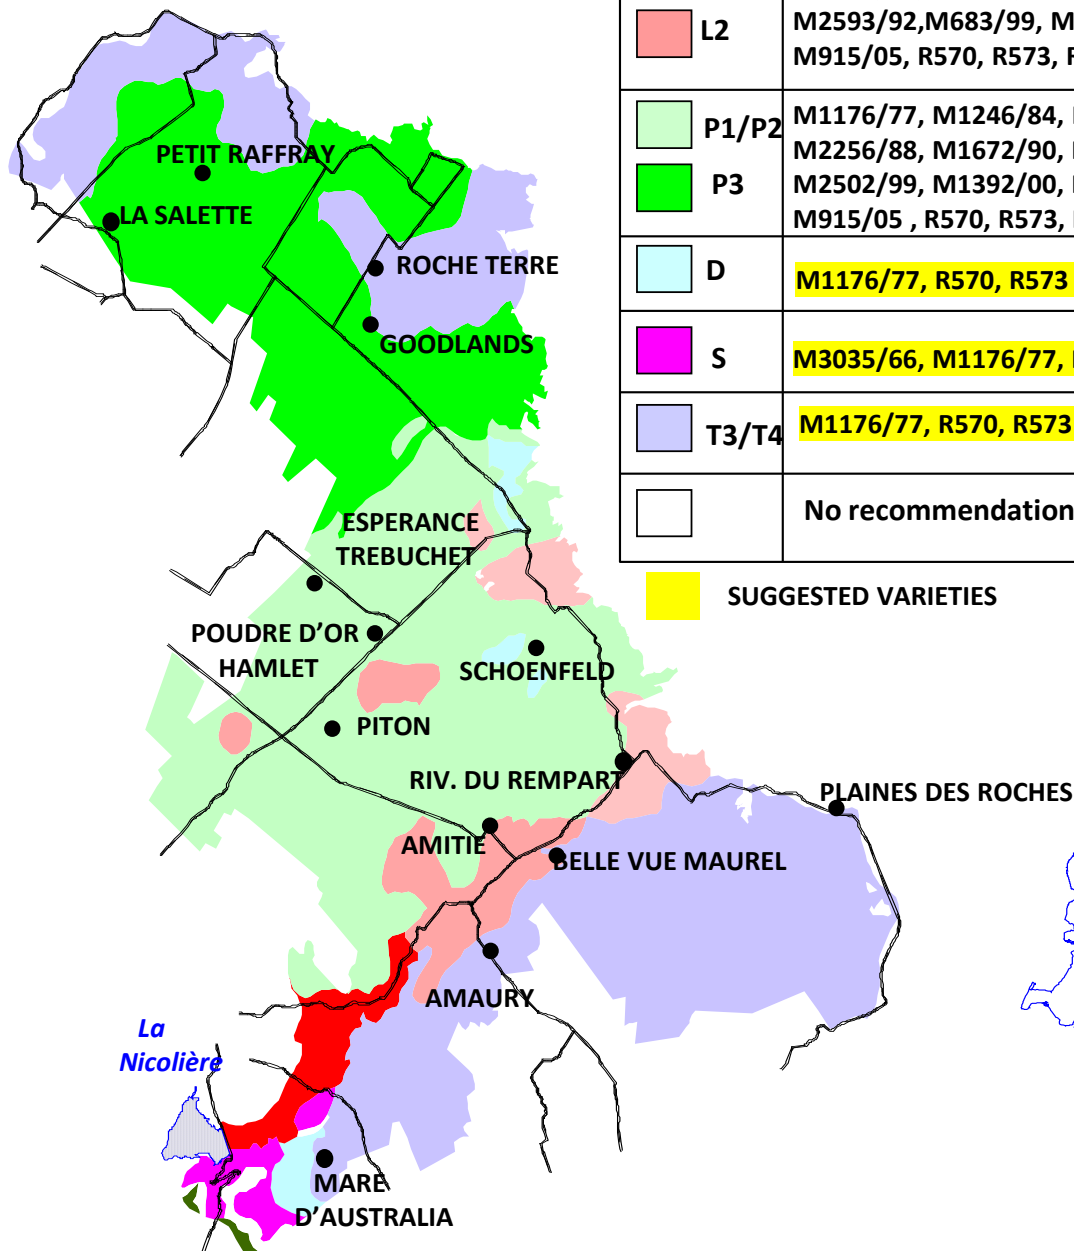 L2
M2593/92,M683/99, M
M915/05, R570, R573, R
P1/P2
M1176/77, M1246/84,
M2256/88, M1672/90,
P3
M2502/99, M1392/00,
M915/05 , R570, R573,
D
M1176/77, R570, R573
S
M3035/66, M1176/77,
T3/T4
M1176/77, R570, R573
No recommendation
SUGGESTED VARIETIES
PETIT RAFFRAY
LA SALETTE
ROCHE TERRE
GOODLANDS
ESPERANCE
TREBUCHET
POUDRE D’OR
HAMLET
SCHOENFELD
PITON
RIV. DU REMPART
PLAINES DES ROCHES
AMITIE
BELLE VUE MAUREL
AMAURY
La
Nicolière
MARE
D’AUSTRALIA